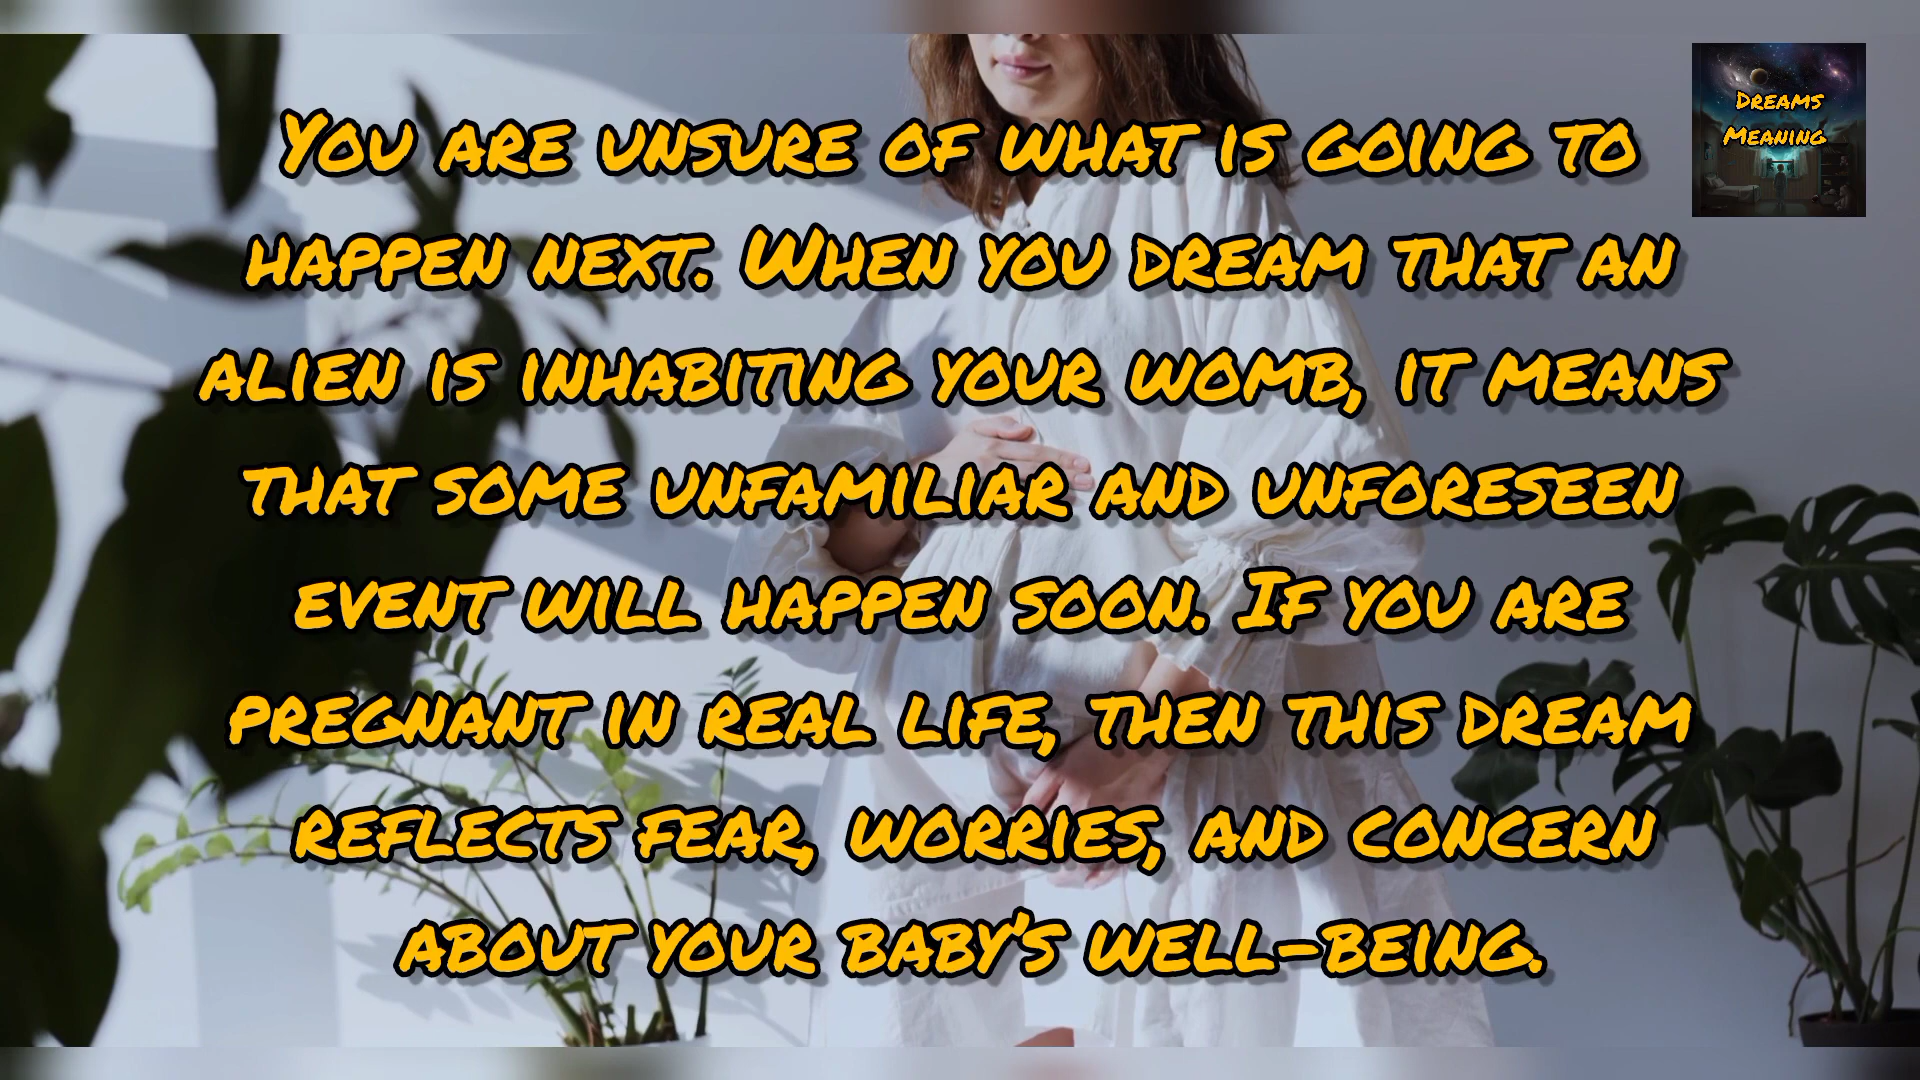 Dreams
Meaning
You are unsure of what is going to
happen next. When you dream that an
alien is inhabiting your womb, it means
that some unfamiliar and unforeseen
event will happen soon. If you are
pregnant in real life, then this dream
reflects fear, worries, and concern
about your baby's well-being.